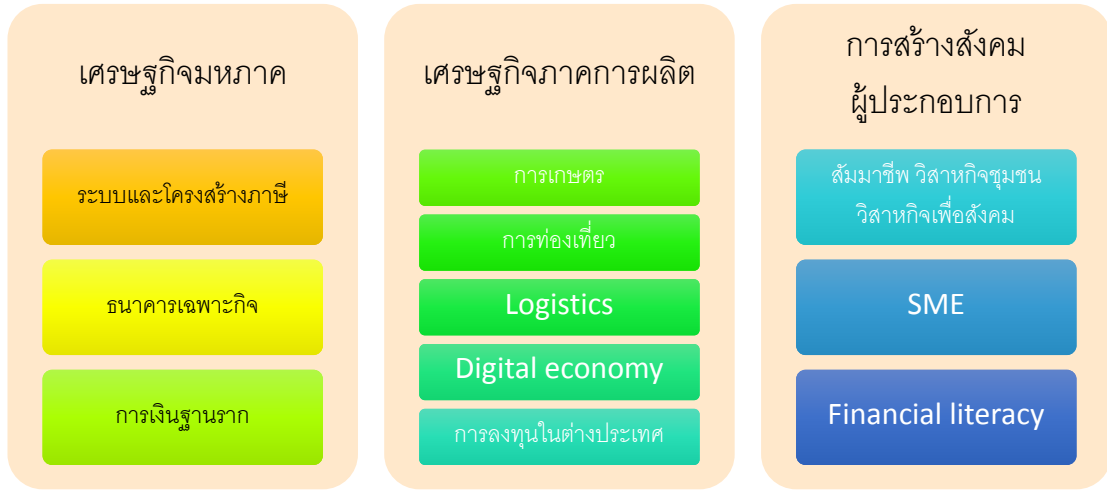 เศรษฐกิจมหภาค
ระบบและโครงสร้างภาษี
ธนาคารเฉพาะกิจ
การเงินฐานราก
เศรษฐกิจภาคการผลิต
การเกษตร
การท่องเที่ยว
Logistics
Digital economy
การลงทุนในต่างประเทศ
การสร้างสังคม
ผู้ประกอบการ
สัมมาชีพ วิสาหกิจชุมชน
วิสาหกิจเพื่อสังคม
SME
Financial literacy